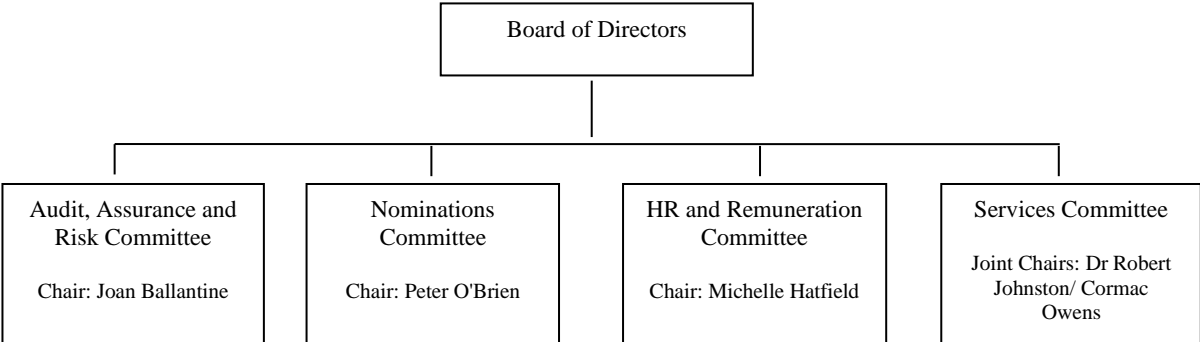 Board of Directors
Audit, Assurance and
Risk Committee
Chair: Joan Ballantine
Nominations
Committee
Chair: Peter O'Brien
HR and Remuneration
Committee
Chair: Michelle Hatfield
Services Committee
Joint Chairs: Dr Robert
Johnston/ Cormac
Owens